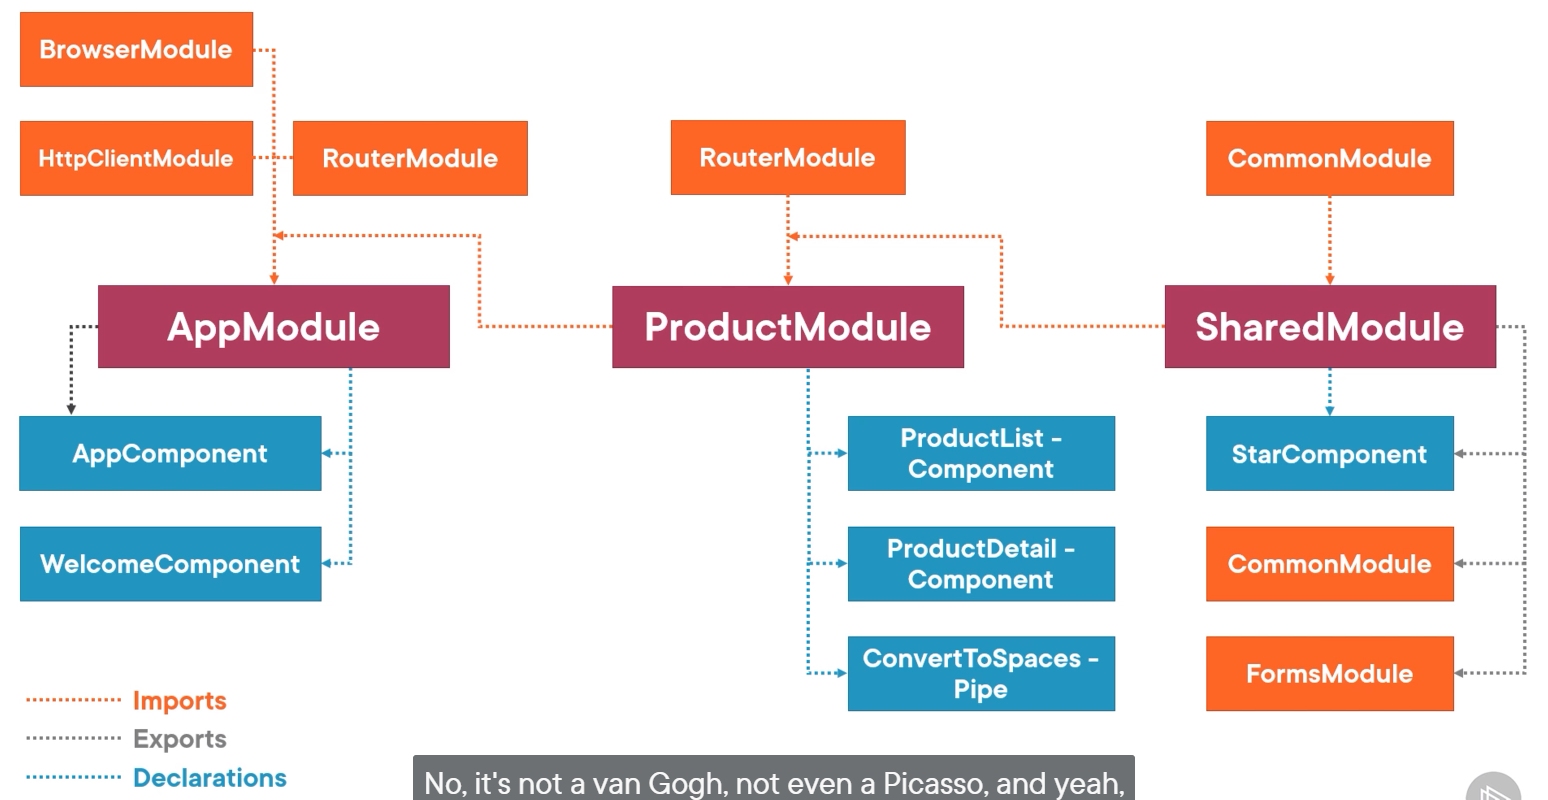 BrowserModule
HttpClientModule
RouterModule
RouterModule
CommonModule
AppModule
ProductModule
SharedModule
AppComponent
WelcomeComponent
ProductList -
Component
ProductDetail -
Component
ConvertToSpaces -
Pipe
StarComponent
CommonModule
FormsModule
Imports
Exports
Declarations
No, it's not a van Gogh, not even a Picasso, and yeah,